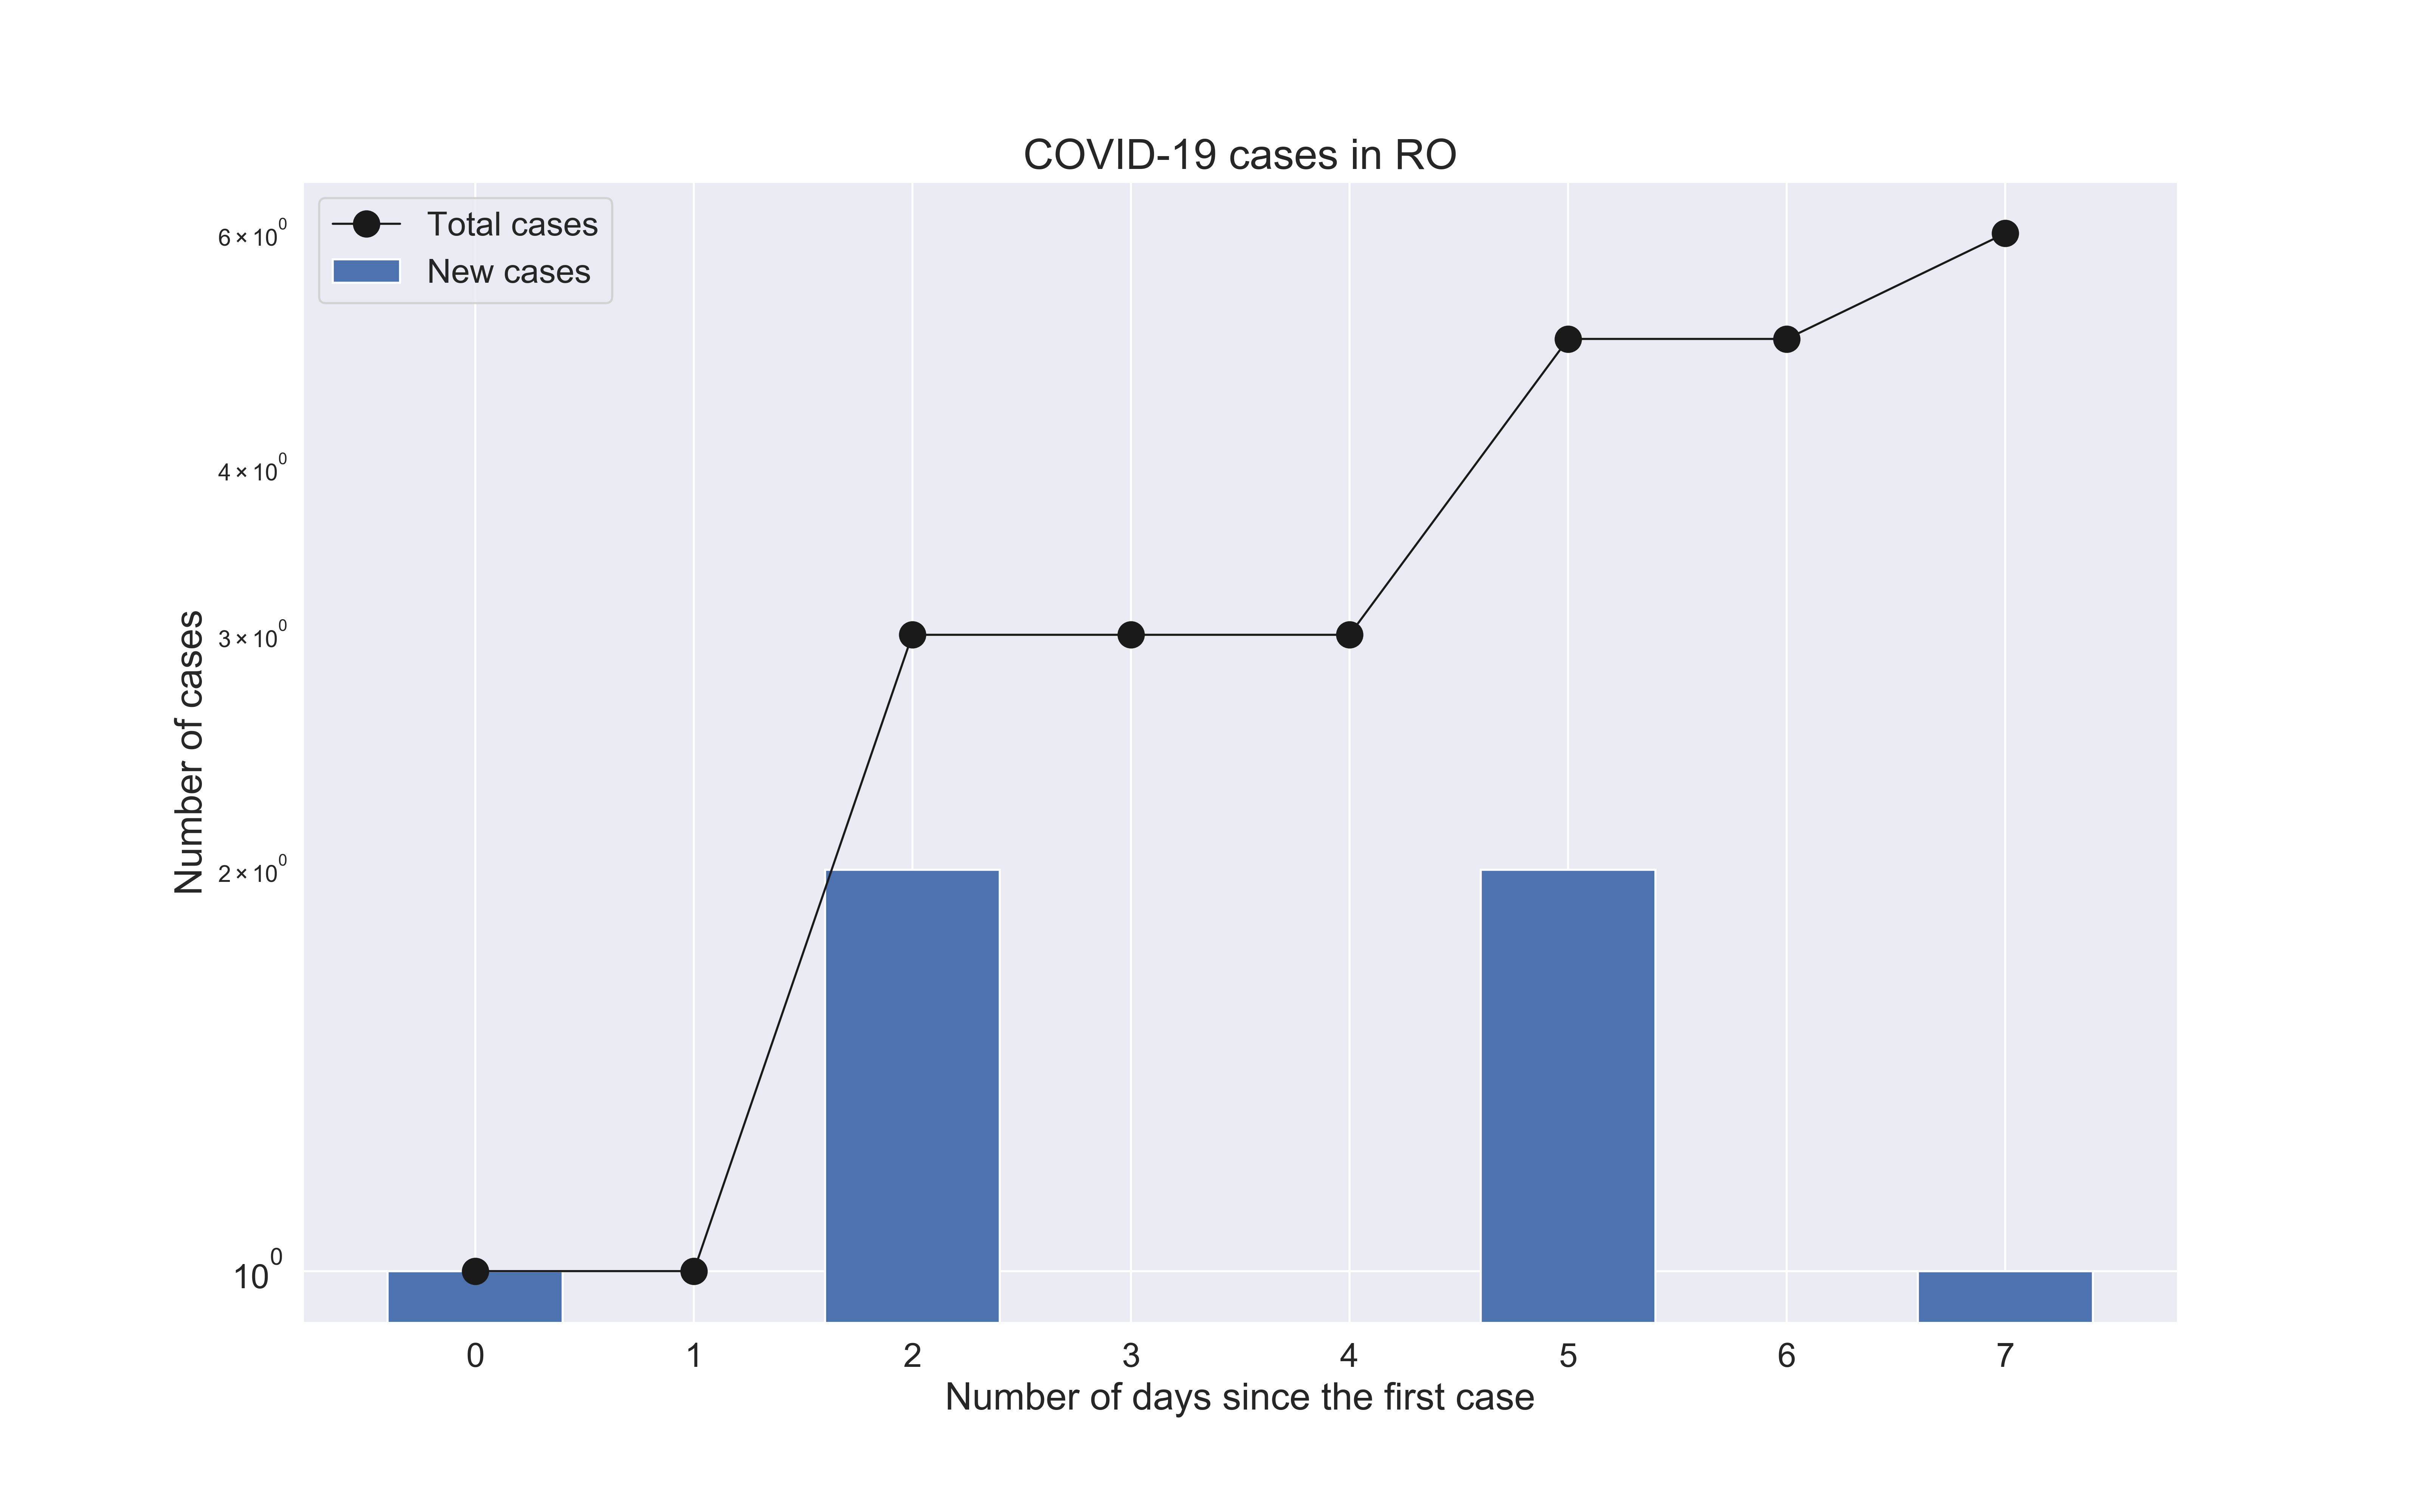 COVID-19 cases in RO
Total cases
New cases
6 × 10⁰
4 × 10⁰
3 × 10⁰
2 × 10⁰
10⁰
Number of cases
0 1 2 3 4 5 6 7
Number of days since the first case